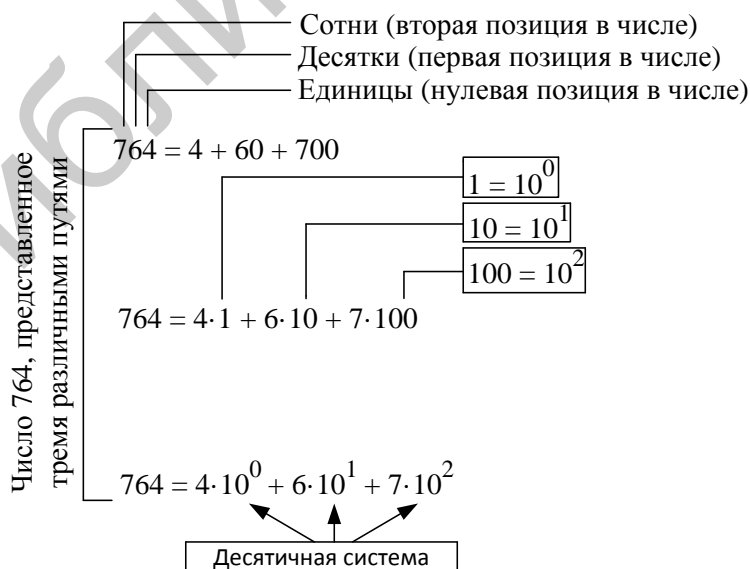 Сотни (вторая позиция в числе)
Десятки (первая позиция в числе)
Единицы (нулевая позиция в числе)
Число 764, представленное
тремя различными путями
764 = 4 + 60 + 700
1 = 10^0
10 = 10^1
100 = 10^2
764 = 4·1 + 6·10 + 7·100
764 = 4·10^0 + 6·10^1 + 7·10^2
Десятичная система